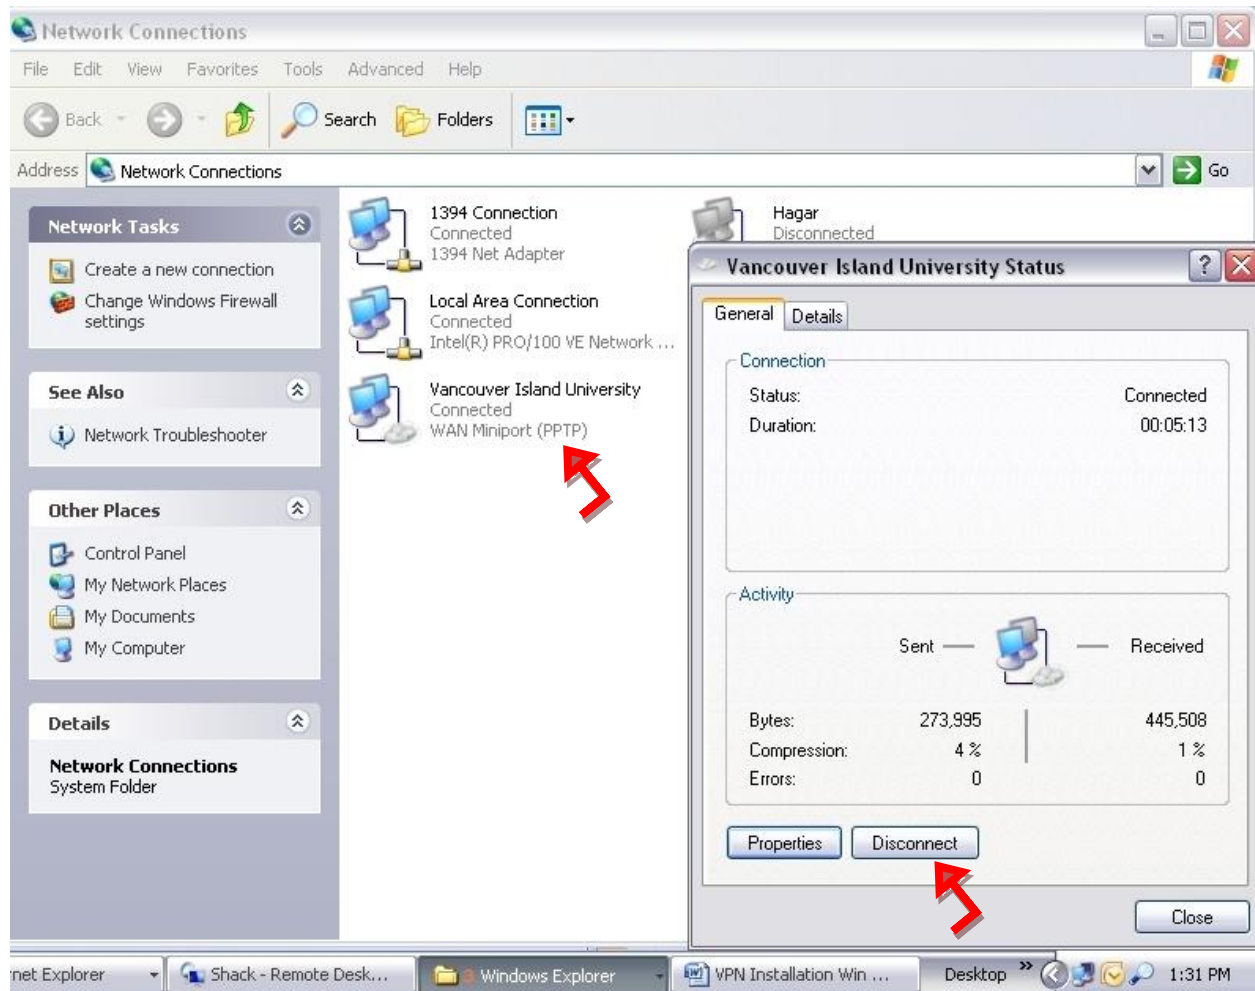 Network Connections
File Edit View Favorites Tools Advanced Help
Back Search Folders
Address Network Connections Go
Network Tasks
Create a new connection
Change Windows Firewall
settings
See Also
Network Troubleshooter
Other Places
Control Panel
My Network Places
My Documents
My Computer
Details
Network Connections
System Folder
1394 Connection
Connected
1394 Net Adapter
Hagar
Disconnected
Local Area Connection
Connected
Intel(R) PRO/100 VE Network ...
Vancouver Island University
Connected
WAN Miniport (PPTP)
Vancouver Island University Status
General Details
Connection
Status: Connected
Duration: 00:05:13
Activity
Sent — — Received
Bytes: 273,995 445,508
Compression: 4 % 1 %
Errors: 0 0
Properties Disconnect
Close
rnet Explorer Shack - Remote Desk... 3 Windows Explorer VPN Installation Win ... Desktop » 1:31 PM